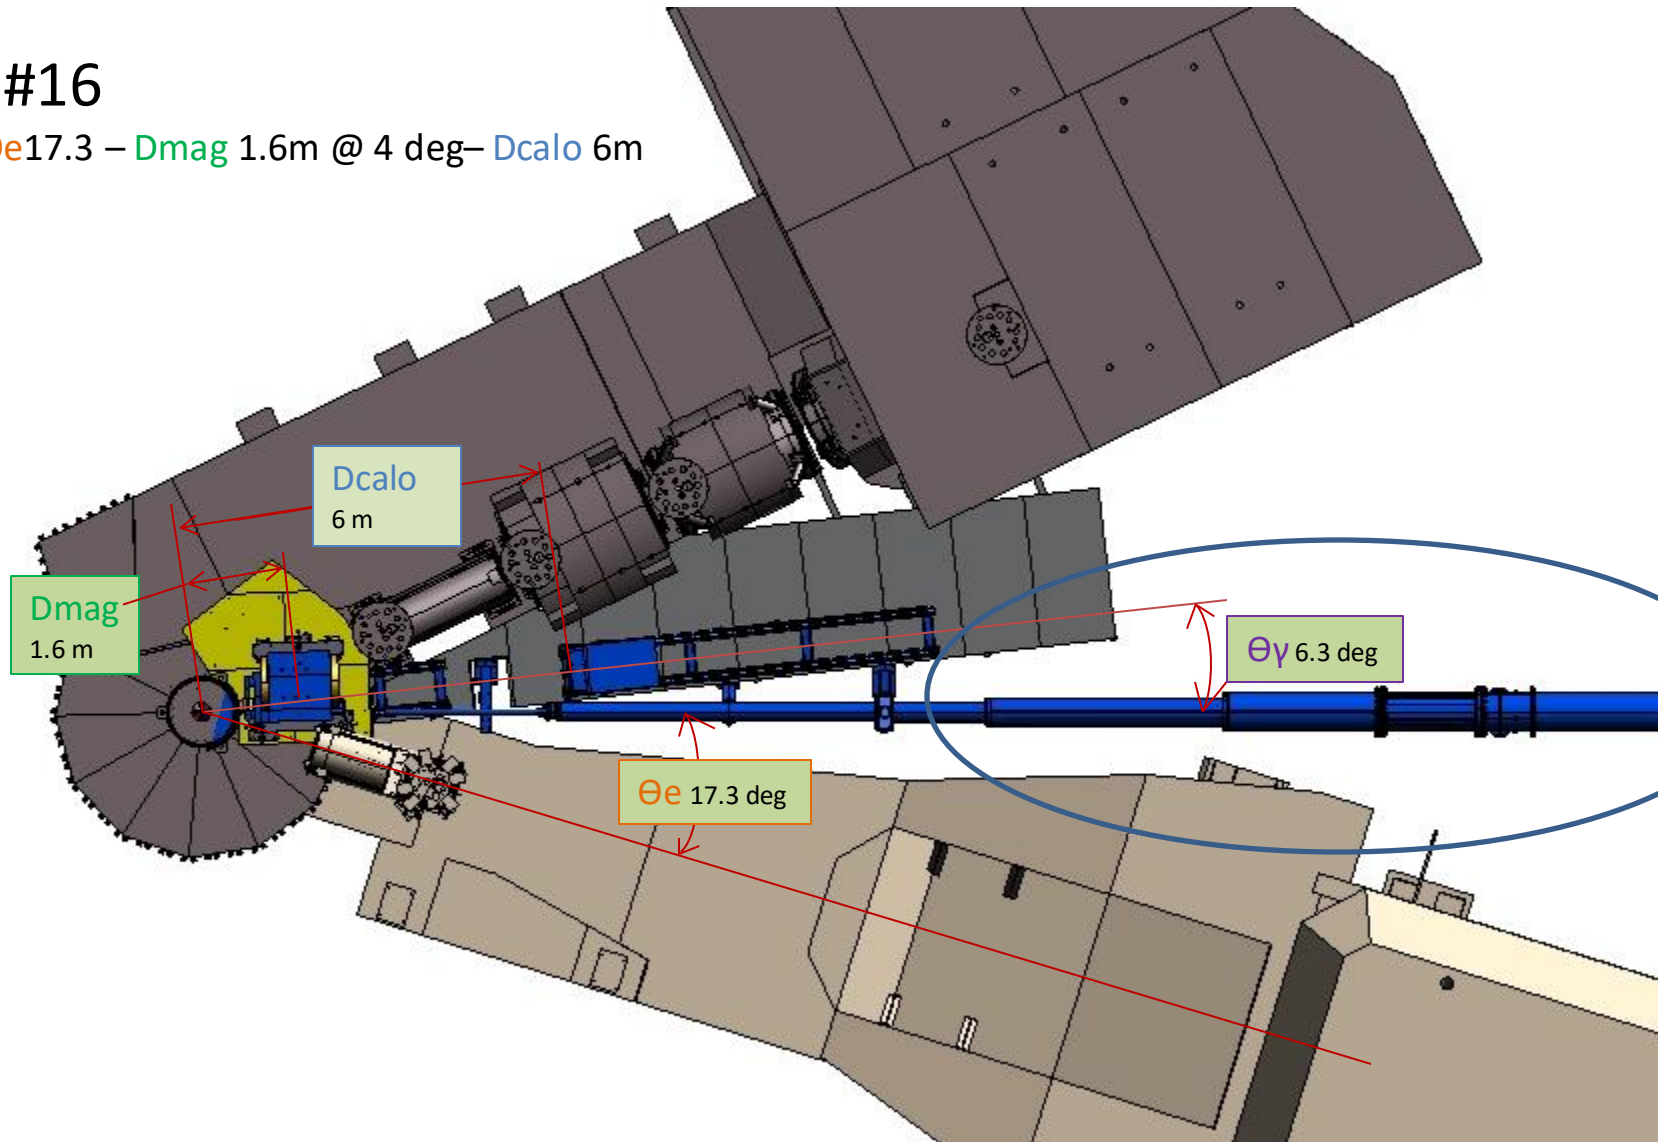 #16
e17.3 – Dmag 1.6m @ 4 deg– Dcalo 6m
Dcalo
6 m
Dmag
1.6 m
Θγ 6.3 deg
Θe 17.3 deg